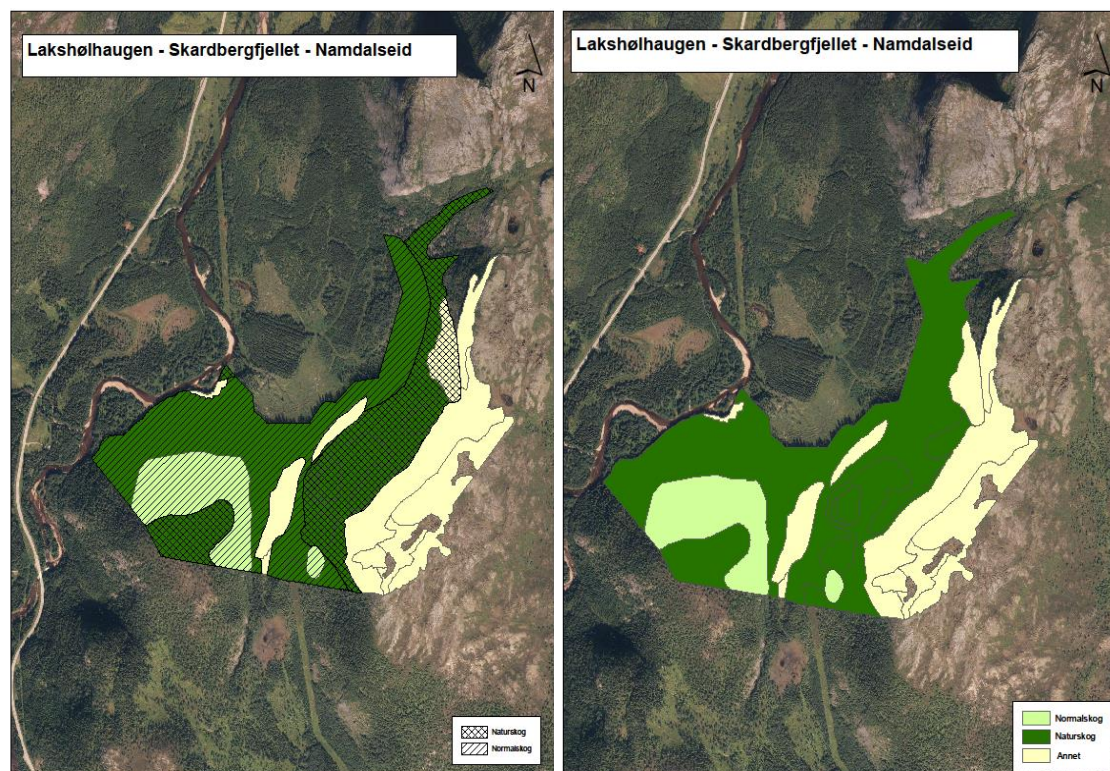 Lakshølhaugen - Skardbergfjellet - Namdalseid
N
Naturskog
Normalskog
Lakshølhaugen - Skardbergfjellet - Namdalseid
N
Normalskog
Naturskog
Annet